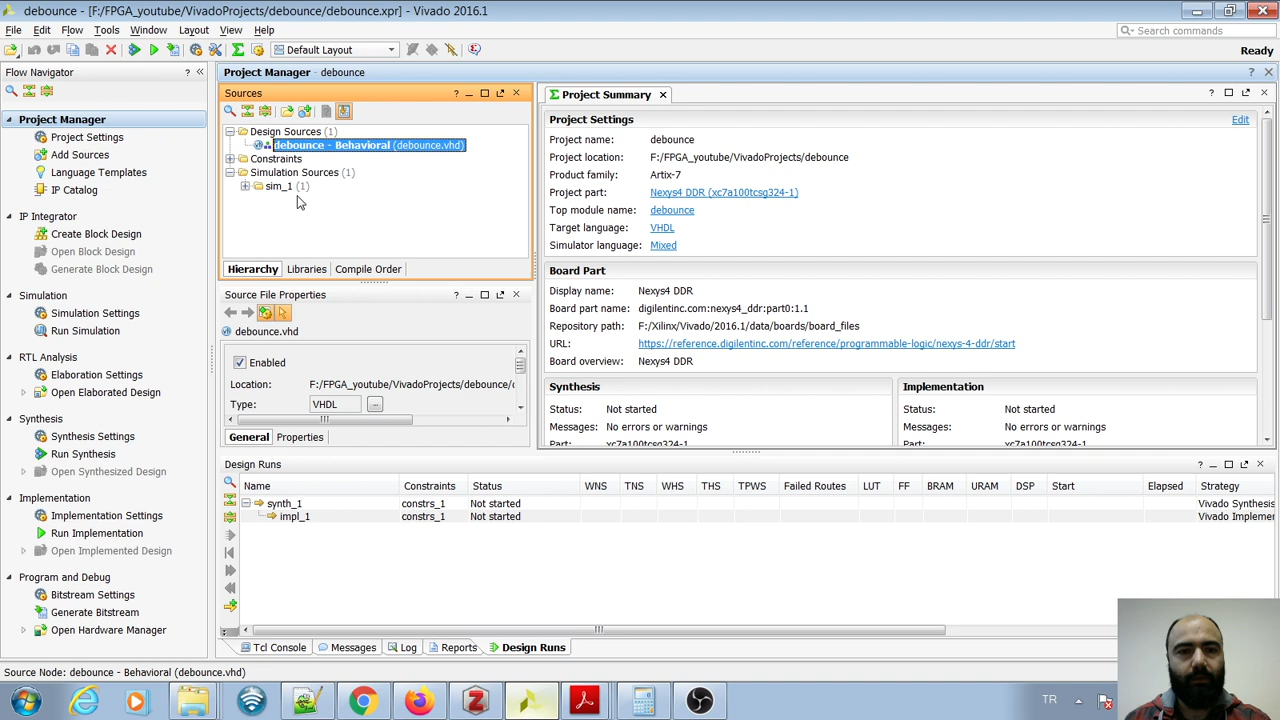 debounce - [F:/FPGA_youtube/VivadoProjects/debounce/debounce.xpr] - Vivado 2016.1
File Edit Flow Tools Window Layout View Help
Search commands
Default Layout
Ready
Flow Navigator
Project Manager
Project Settings
Add Sources
Language Templates
IP Catalog
IP Integrator
Create Block Design
Open Block Design
Generate Block Design
Simulation
Simulation Settings
Run Simulation
RTL Analysis
Elaboration Settings
Open Elaborated Design
Synthesis
Synthesis Settings
Run Synthesis
Open Synthesized Design
Implementation
Implementation Settings
Run Implementation
Open Implemented Design
Program and Debug
Bitstream Settings
Generate Bitstream
Open Hardware Manager
Project Manager - debounce
Sources
Design Sources (1)
debounce - Behavioral (debounce.vhd)
Constraints
Simulation Sources (1)
sim_1 (1)
Hierarchy Libraries Compile Order
Source File Properties
debounce.vhd
Enabled
Location: F:/FPGA_youtube/VivadoProjects/debounce/
Type: VHDL ...
General Properties
Project Summary
Project Settings Edit
Project name: debounce
Project location: F:/FPGA_youtube/VivadoProjects/debounce
Product family: Artix-7
Project part: Nexys4 DDR (xc7a100tcsg324-1)
Top module name: debounce
Target language: VHDL
Simulator language: Mixed
Board Part
Display name: Nexys4 DDR
Board part name: digilentinc.com:nexys4_ddr:part0:1.1
Repository path: F:/Xilinx/Vivado/2016.1/data/boards/board_files
URL: https://reference.digilentinc.com/reference/programmable-logic/nexys-4-ddr/start
Board overview: Nexys4 DDR
Synthesis Implementation
Status: Not started Status: Not started
Messages: No errors or warnings Messages: No errors or warnings
Part: xc7a100tcsg324-1 Part: xc7a100tcsg324-1
Design Runs
Name Constraints Status WNS TNS WHS THS TPWS Failed Routes LUT FF BRAM URAM DSP Start Elapsed Strategy
synth_1 constrs_1 Not started Vivado Synthesis
impl_1 constrs_1 Not started Vivado Implemen
Tcl Console Messages Log Reports Design Runs
Source Node: debounce - Behavioral (debounce.vhd)
TR